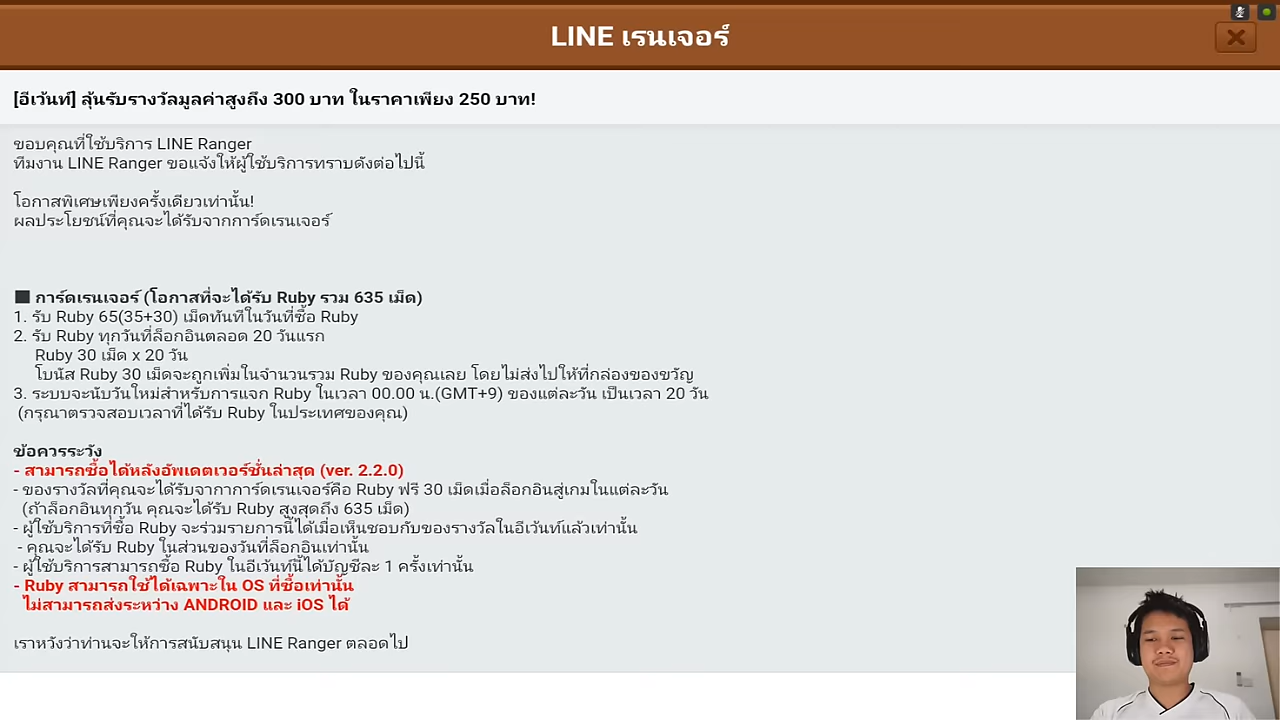 LINE เรนเจอร์
[อีเว้นท์] ลุ้นรับรางวัลมูลค่าสูงถึง 300 บาท ในราคาเพียง 250 บาท!
ขอบคุณที่ใช้บริการ LINE Ranger
ทีมงาน LINE Ranger ขอแจ้งให้ผู้ใช้บริการทราบดังต่อไปนี้
โอกาสพิเศษเพียงครั้งเดียวเท่านั้น!
ผลประโยชน์ที่คุณจะได้รับจากการ์ดเรนเจอร์
■ การ์ดเรนเจอร์ (โอกาสที่จะได้รับ Ruby รวม 635 เม็ด)
1. รับ Ruby 65(35+30) เม็ดทันทีในวันที่ซื้อ Ruby
2. รับ Ruby ทุกวันที่ล็อกอินตลอด 20 วันแรก
Ruby 30 เม็ด x 20 วัน
โบนัส Ruby 30 เม็ดจะถูกเพิ่มในจำนวนรวม Ruby ของคุณเลย โดยไม่ส่งไปให้ที่กล่องของขวัญ
3. ระบบจะนับวันใหม่สำหรับการแจก Ruby ในเวลา 00.00 น.(GMT+9) ของแต่ละวัน เป็นเวลา 20 วัน
(กรุณาตรวจสอบเวลาที่ได้รับ Ruby ในประเทศของคุณ)
ข้อควรระวัง
- สามารถซื้อได้หลังอัพเดตเวอร์ชั่นล่าสุด (ver. 2.2.0)
- ของรางวัลที่คุณจะได้รับจากาการ์ดเรนเจอร์คือ Ruby ฟรี 30 เม็ดเมื่อล็อกอินสู่เกมในแต่ละวัน
(ถ้าล็อกอินทุกวัน คุณจะได้รับ Ruby สูงสุดถึง 635 เม็ด)
- ผู้ใช้บริการที่ซื้อ Ruby จะร่วมรายการนี้ได้เมื่อเห็นชอบกับของรางวัลในอีเว้นท์แล้วเท่านั้น
- คุณจะได้รับ Ruby ในส่วนของวันที่ล็อกอินเท่านั้น
- ผู้ใช้บริการสามารถซื้อ Ruby ในอีเว้นท์นี้ได้บัญชีละ 1 ครั้งเท่านั้น
- Ruby สามารถใช้ได้เฉพาะใน OS ที่ซื้อเท่านั้น
ไม่สามารถส่งระหว่าง ANDROID และ iOS ได้
เราหวังว่าท่านจะให้การสนับสนุน LINE Ranger ตลอดไป